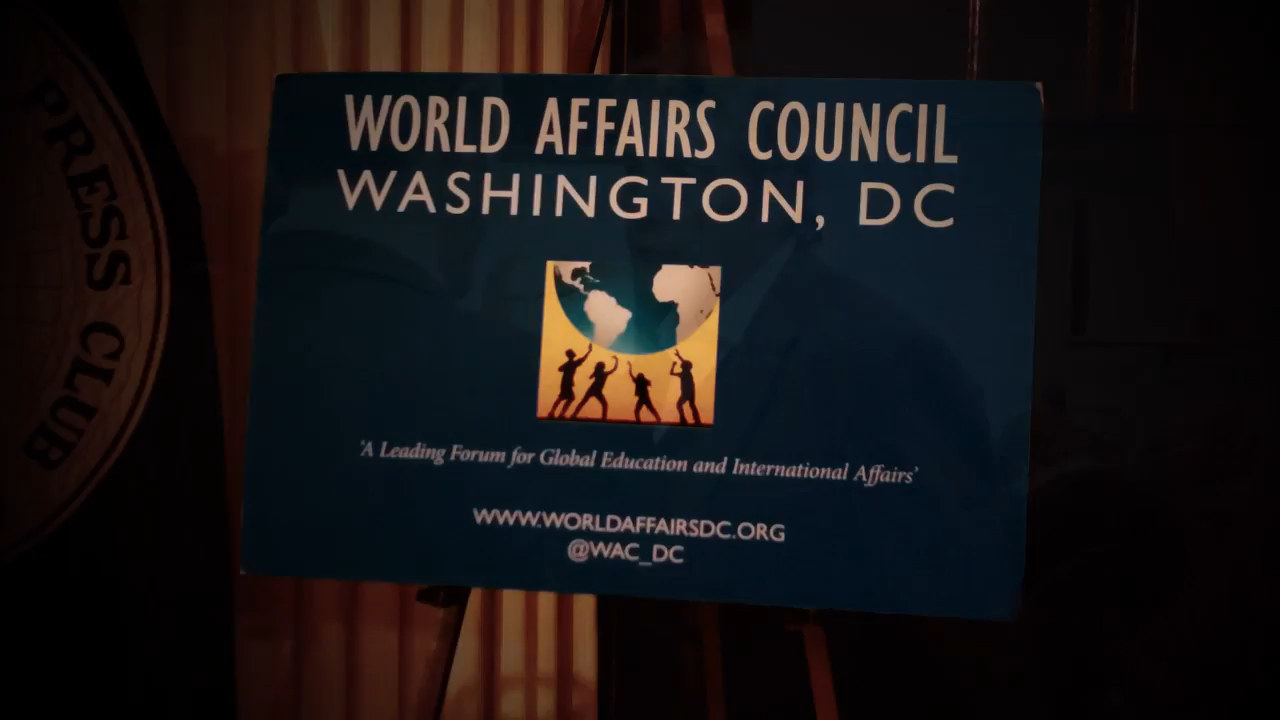 PRESS CLUB
WORLD AFFAIRS COUNCIL
WASHINGTON, DC
'A Leading Forum for Global Education and International Affairs'
WWW.WORLDAFFAIRSDC.ORG
@WAC_DC